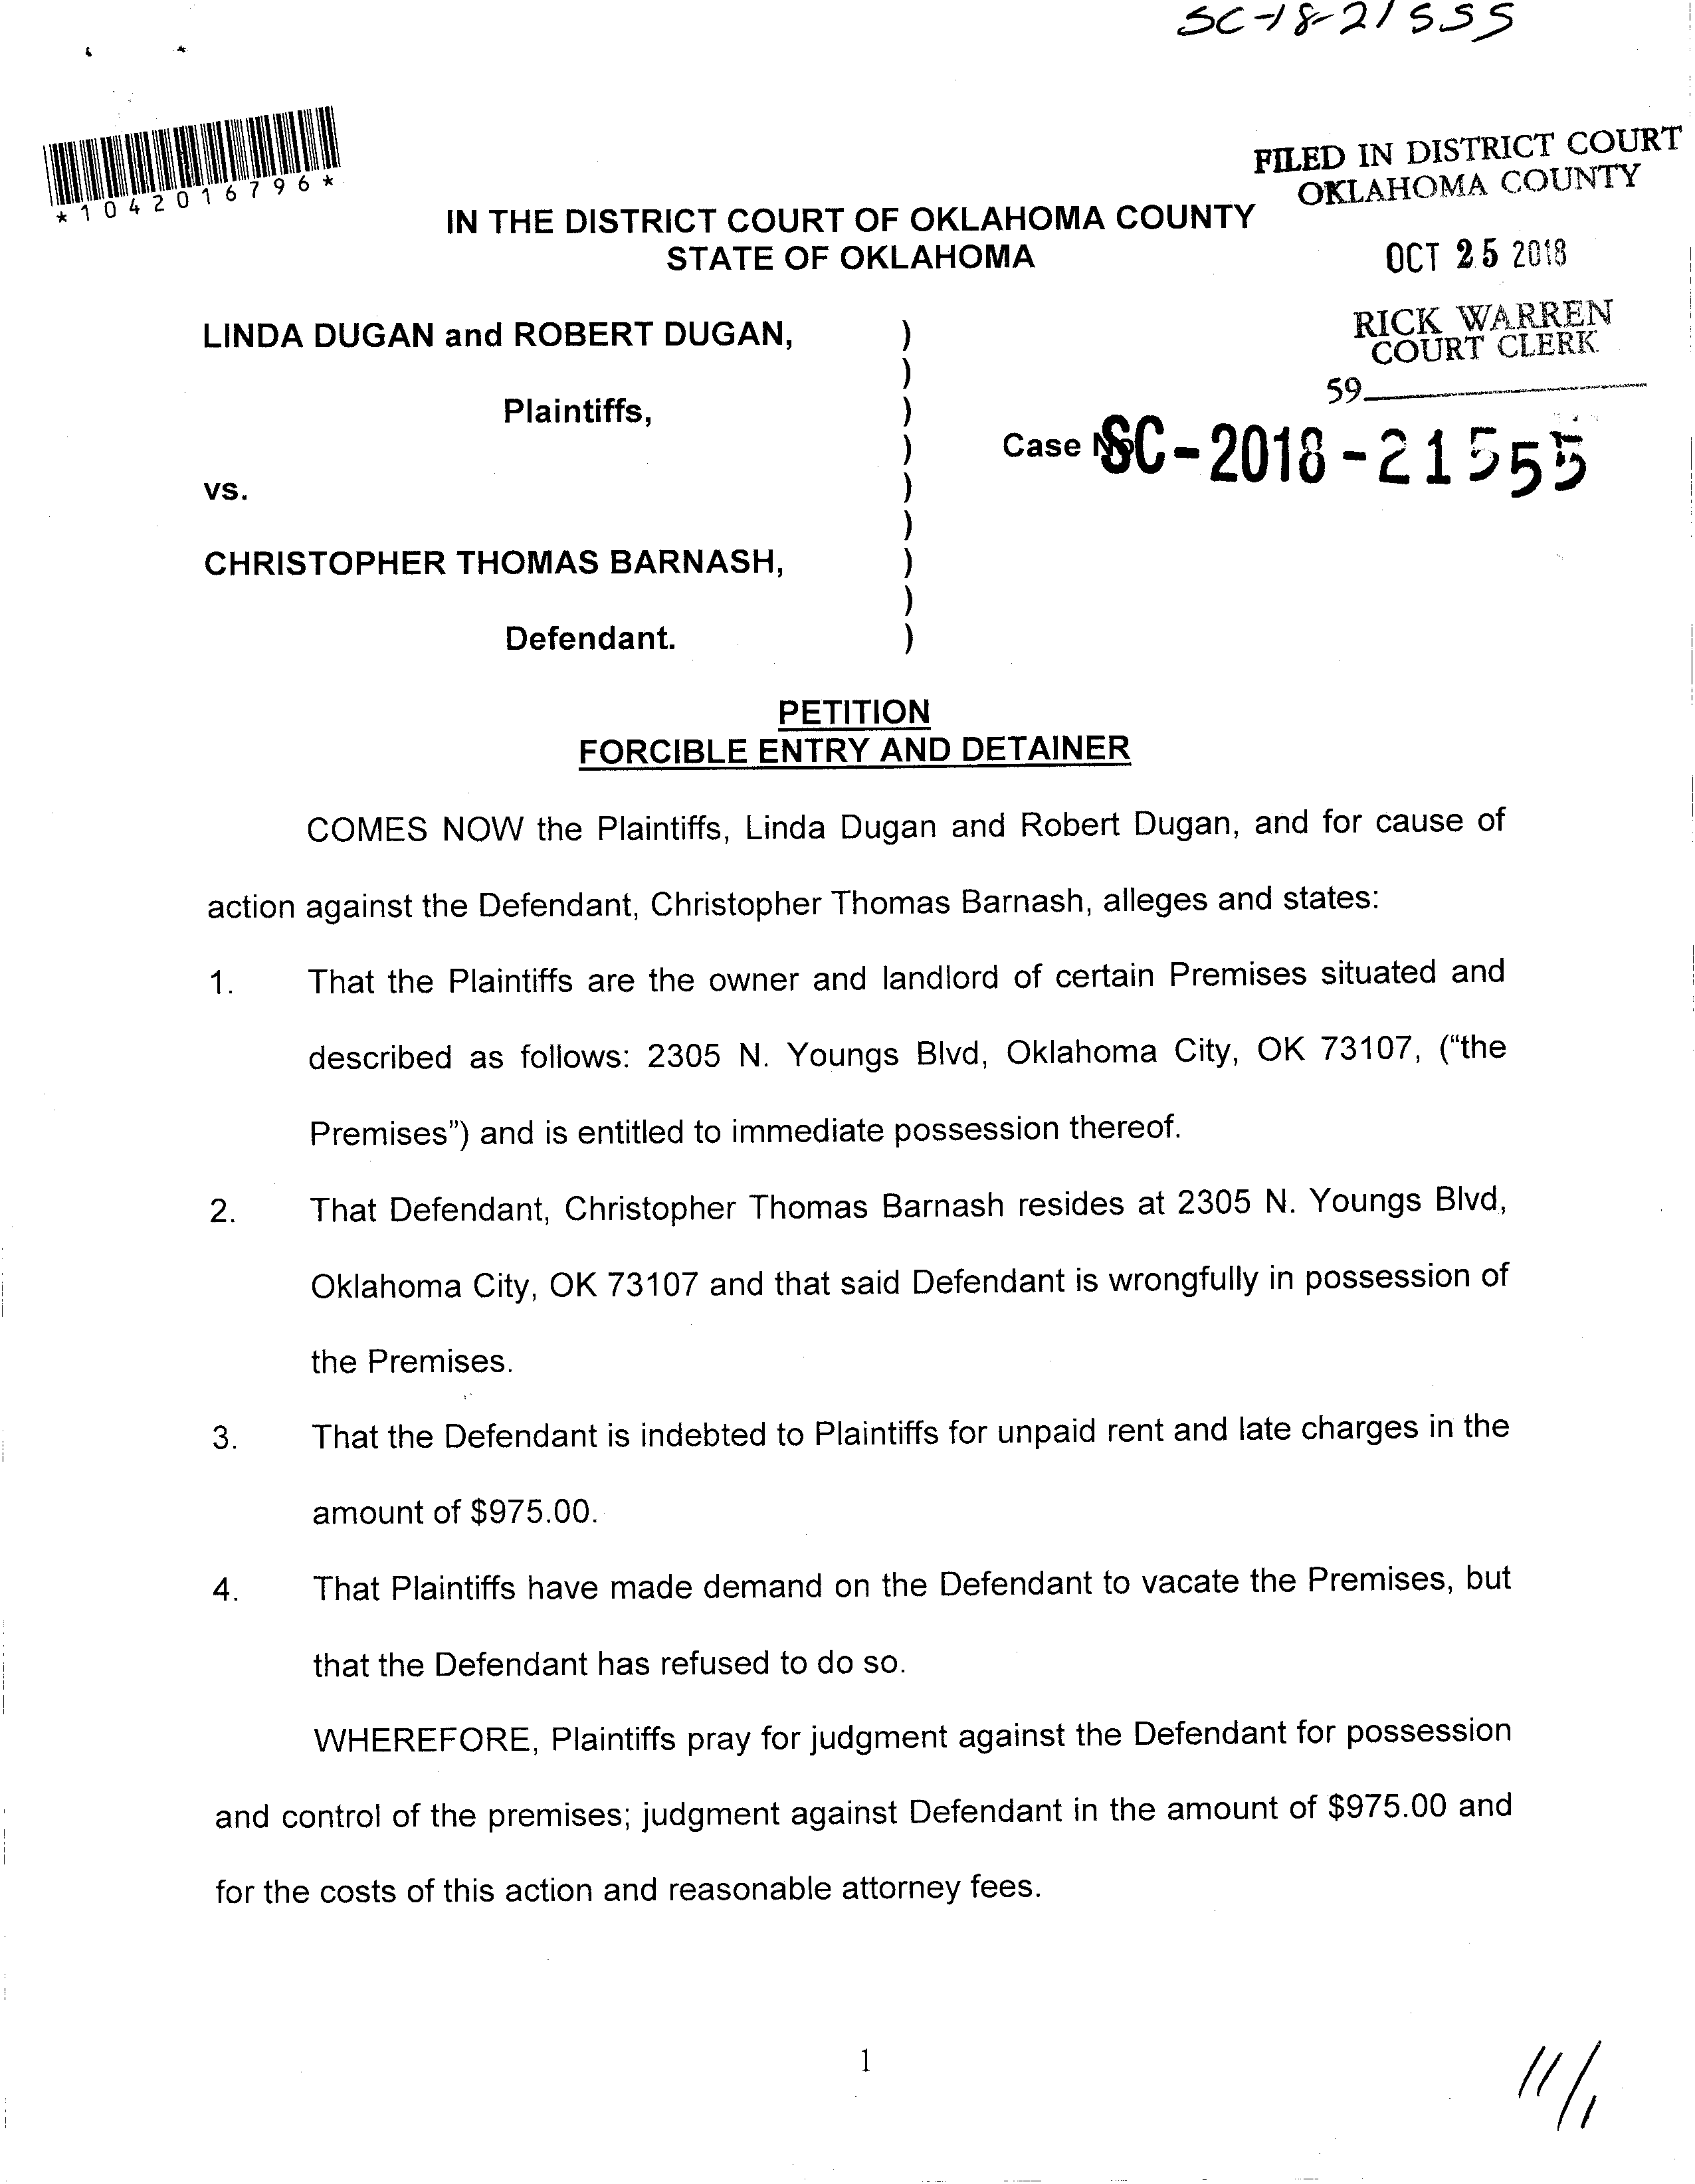 SC-18-21555
*1042016796*
FILED IN DISTRICT COURT
OKLAHOMA COUNTY
IN THE DISTRICT COURT OF OKLAHOMA COUNTY
STATE OF OKLAHOMA
OCT 25 2018
RICK WARREN
COURT CLERK
59
LINDA DUGAN and ROBERT DUGAN, )
)
Plaintiffs, )
) Case No. SC-2018-21555
vs. )
)
CHRISTOPHER THOMAS BARNASH, )
)
Defendant. )
PETITION
FORCIBLE ENTRY AND DETAINER
COMES NOW the Plaintiffs, Linda Dugan and Robert Dugan, and for cause of
action against the Defendant, Christopher Thomas Barnash, alleges and states:
1. That the Plaintiffs are the owner and landlord of certain Premises situated and
described as follows: 2305 N. Youngs Blvd, Oklahoma City, OK 73107, (“the
Premises”) and is entitled to immediate possession thereof.
2. That Defendant, Christopher Thomas Barnash resides at 2305 N. Youngs Blvd,
Oklahoma City, OK 73107 and that said Defendant is wrongfully in possession of
the Premises.
3. That the Defendant is indebted to Plaintiffs for unpaid rent and late charges in the
amount of $975.00.
4. That Plaintiffs have made demand on the Defendant to vacate the Premises, but
that the Defendant has refused to do so.
WHEREFORE, Plaintiffs pray for judgment against the Defendant for possession
and control of the premises; judgment against Defendant in the amount of $975.00 and
for the costs of this action and reasonable attorney fees.
1
11/1